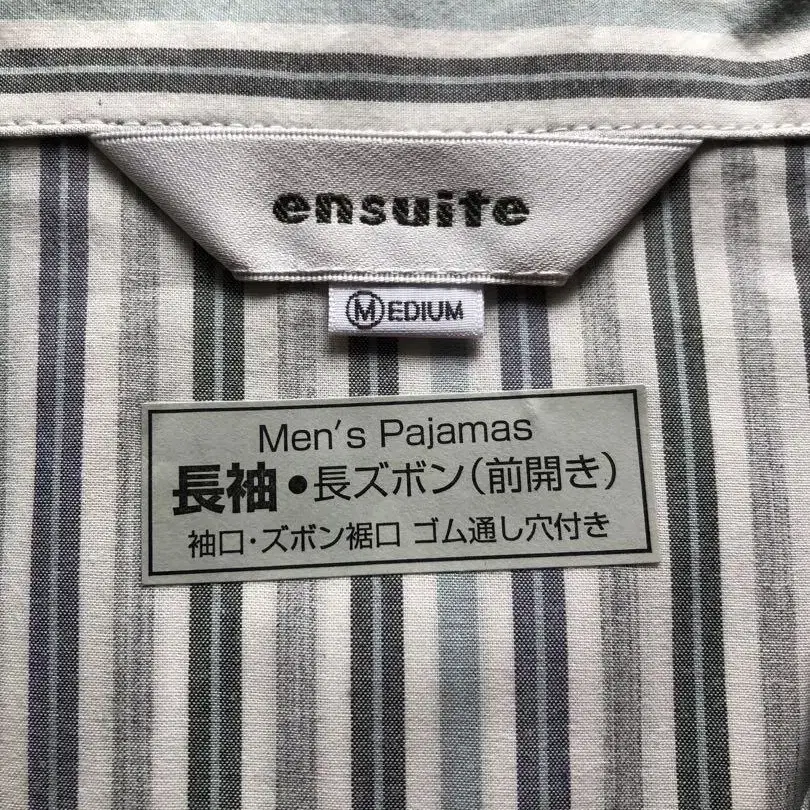 ensuite
MEDIUM
Men's Pajamas
長袖・長ズボン(前開き)
袖口・ズボン裾口 ゴム通し穴付き